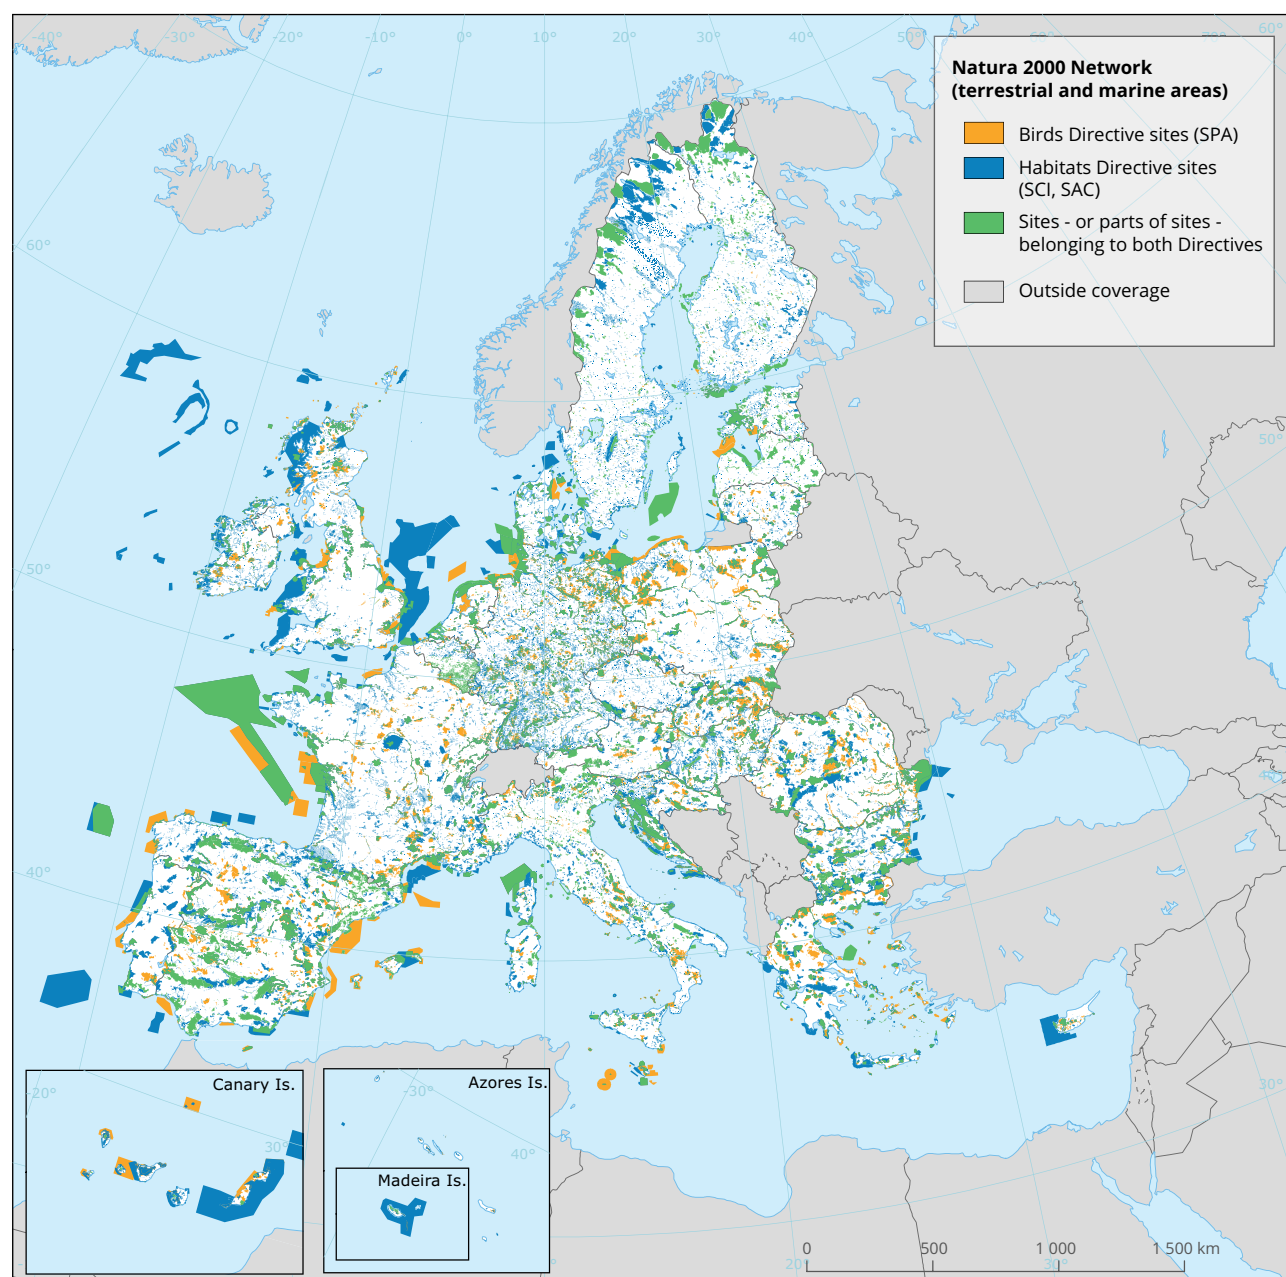 -40°
-30°
-20°
-10°
0°
10°
20°
30°
40°
50°
60°
70°
60°
Natura 2000 Network
(terrestrial and marine areas)
Birds Directive sites (SPA)
Habitats Directive sites
(SCI, SAC)
Sites - or parts of sites -
belonging to both Directives
Outside coverage
60°
50°
50°
40°
40°
30°
Canary Is.
-20°
30°
Azores Is.
-30°
40°
Madeira Is.
0 500 1 000 1 500 km
20°
30°